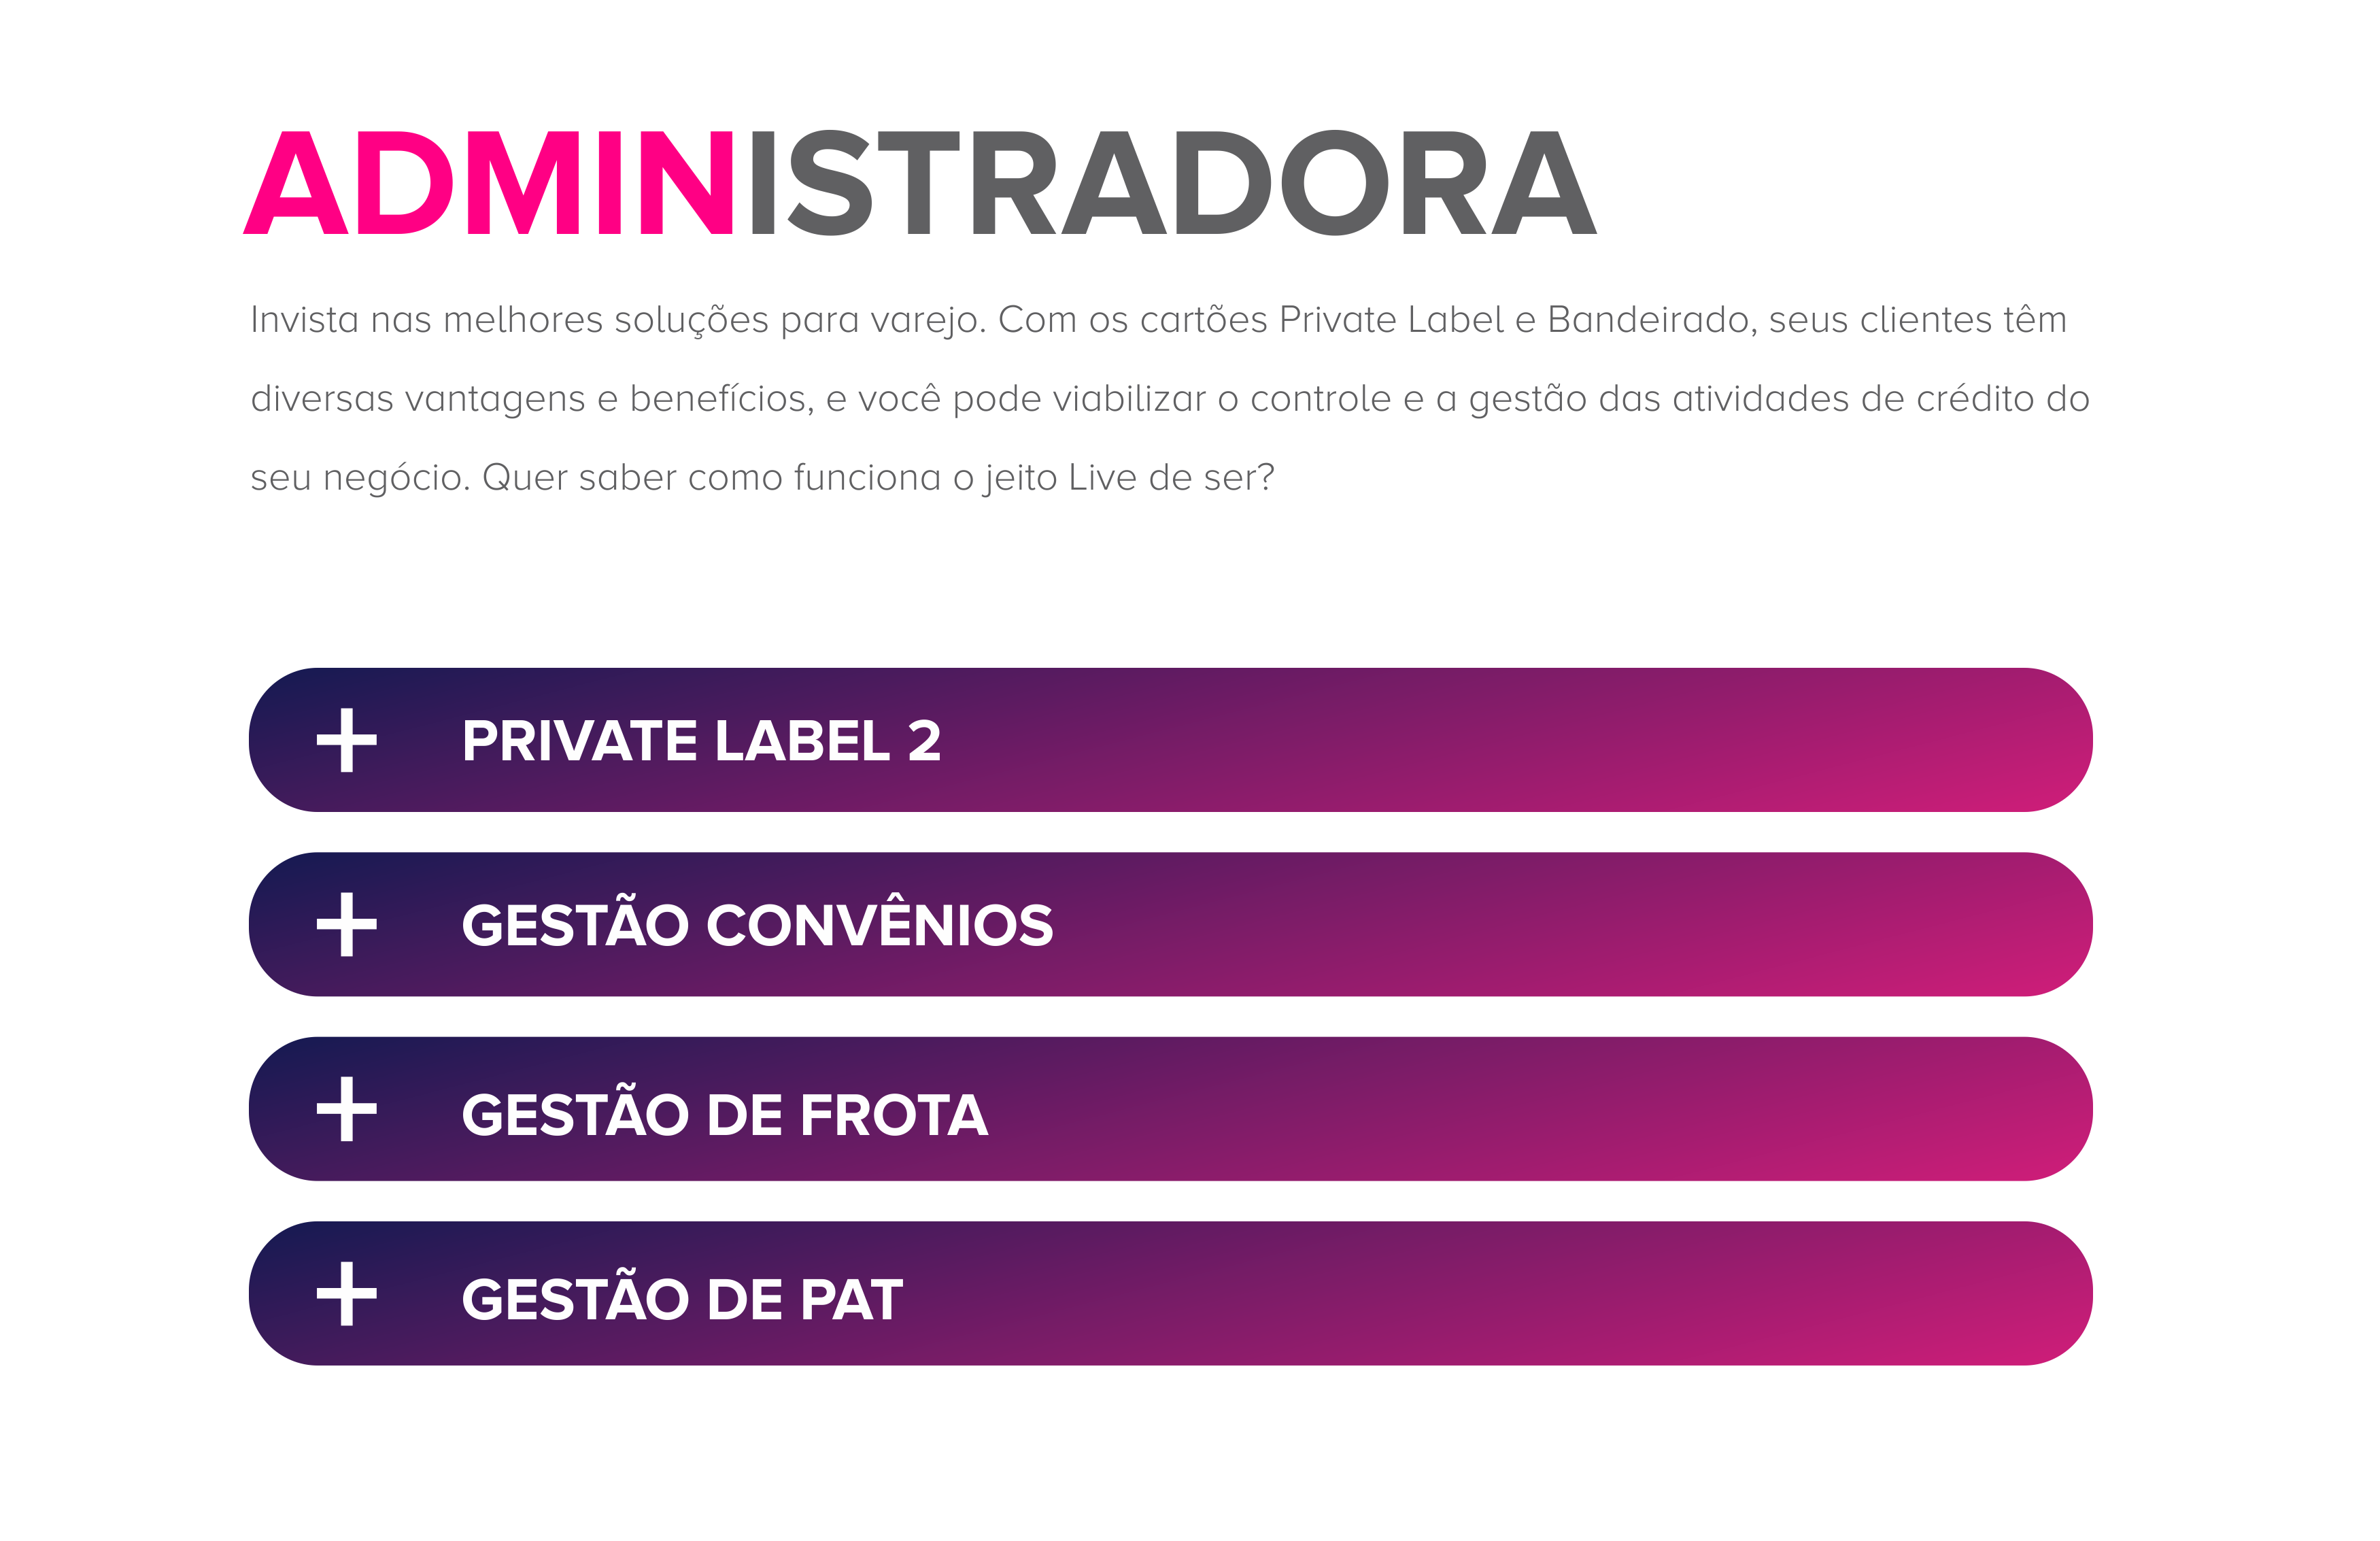 ADMINISTRADORA
Invista nas melhores soluções para varejo. Com os cartões Private Label e Bandeirado, seus clientes têm
diversas vantagens e benefícios, e você pode viabilizar o controle e a gestão das atividades de crédito do
seu negócio. Quer saber como funciona o jeito Live de ser?
+ PRIVATE LABEL 2
+ GESTÃO CONVÊNIOS
+ GESTÃO DE FROTA
+ GESTÃO DE PAT